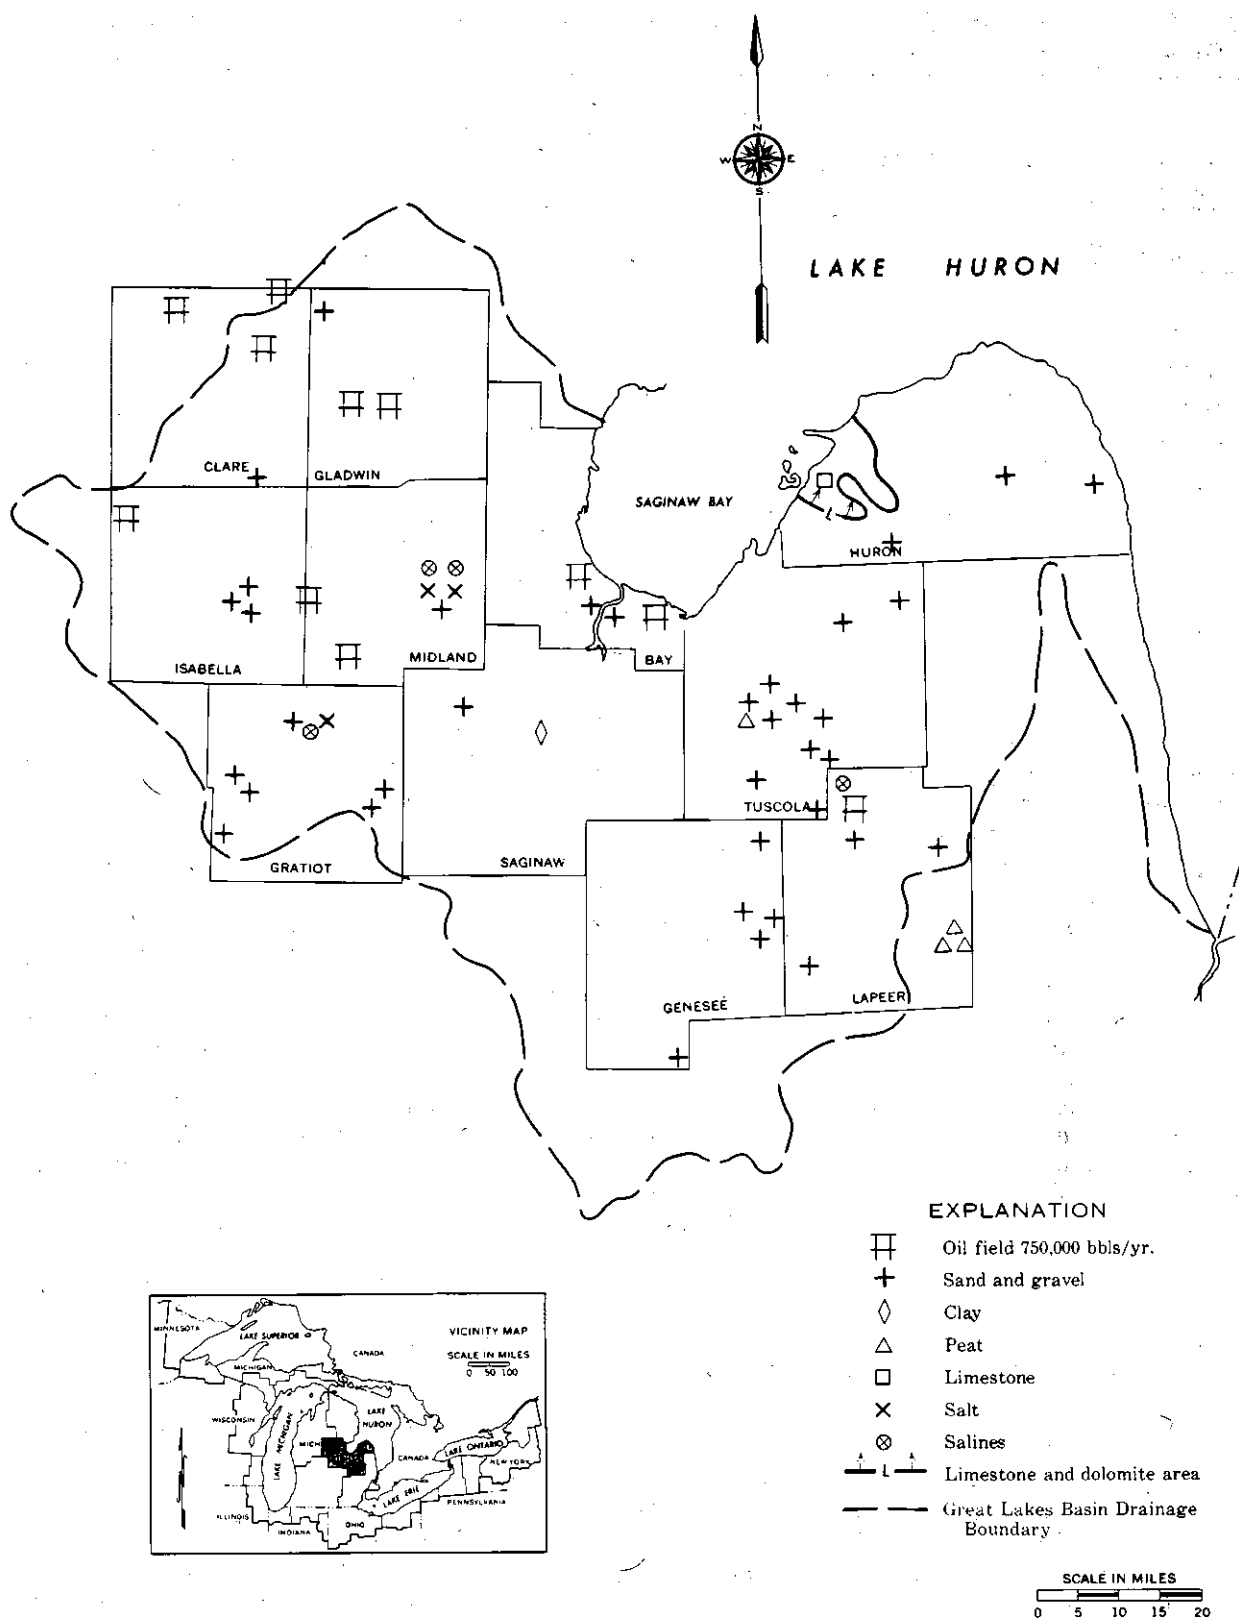 N
W E
S
LAKE HURON
CLARE
GLADWIN
SAGINAW BAY
L
HURON
ISABELLA
MIDLAND
BAY
TUSCOLA
GRATIOT
SAGINAW
GENESEE
LAPEER
EXPLANATION
Oil field 750,000 bbls/yr.
Sand and gravel
Clay
Peat
Limestone
Salt
Salines
L Limestone and dolomite area
Great Lakes Basin Drainage
Boundary
VICINITY MAP
SCALE IN MILES
0 50 100
MINNESOTA
LAKE SUPERIOR
CANADA
MICHIGAN
WISCONSIN
LAKE MICHIGAN
LAKE
HURON
MICH
CANADA
LAKE ONTARIO
NEW YORK
LAKE ERIE
PENNSYLVANIA
ILLINOIS
INDIANA
OHIO
SCALE IN MILES
0 5 10 15 20